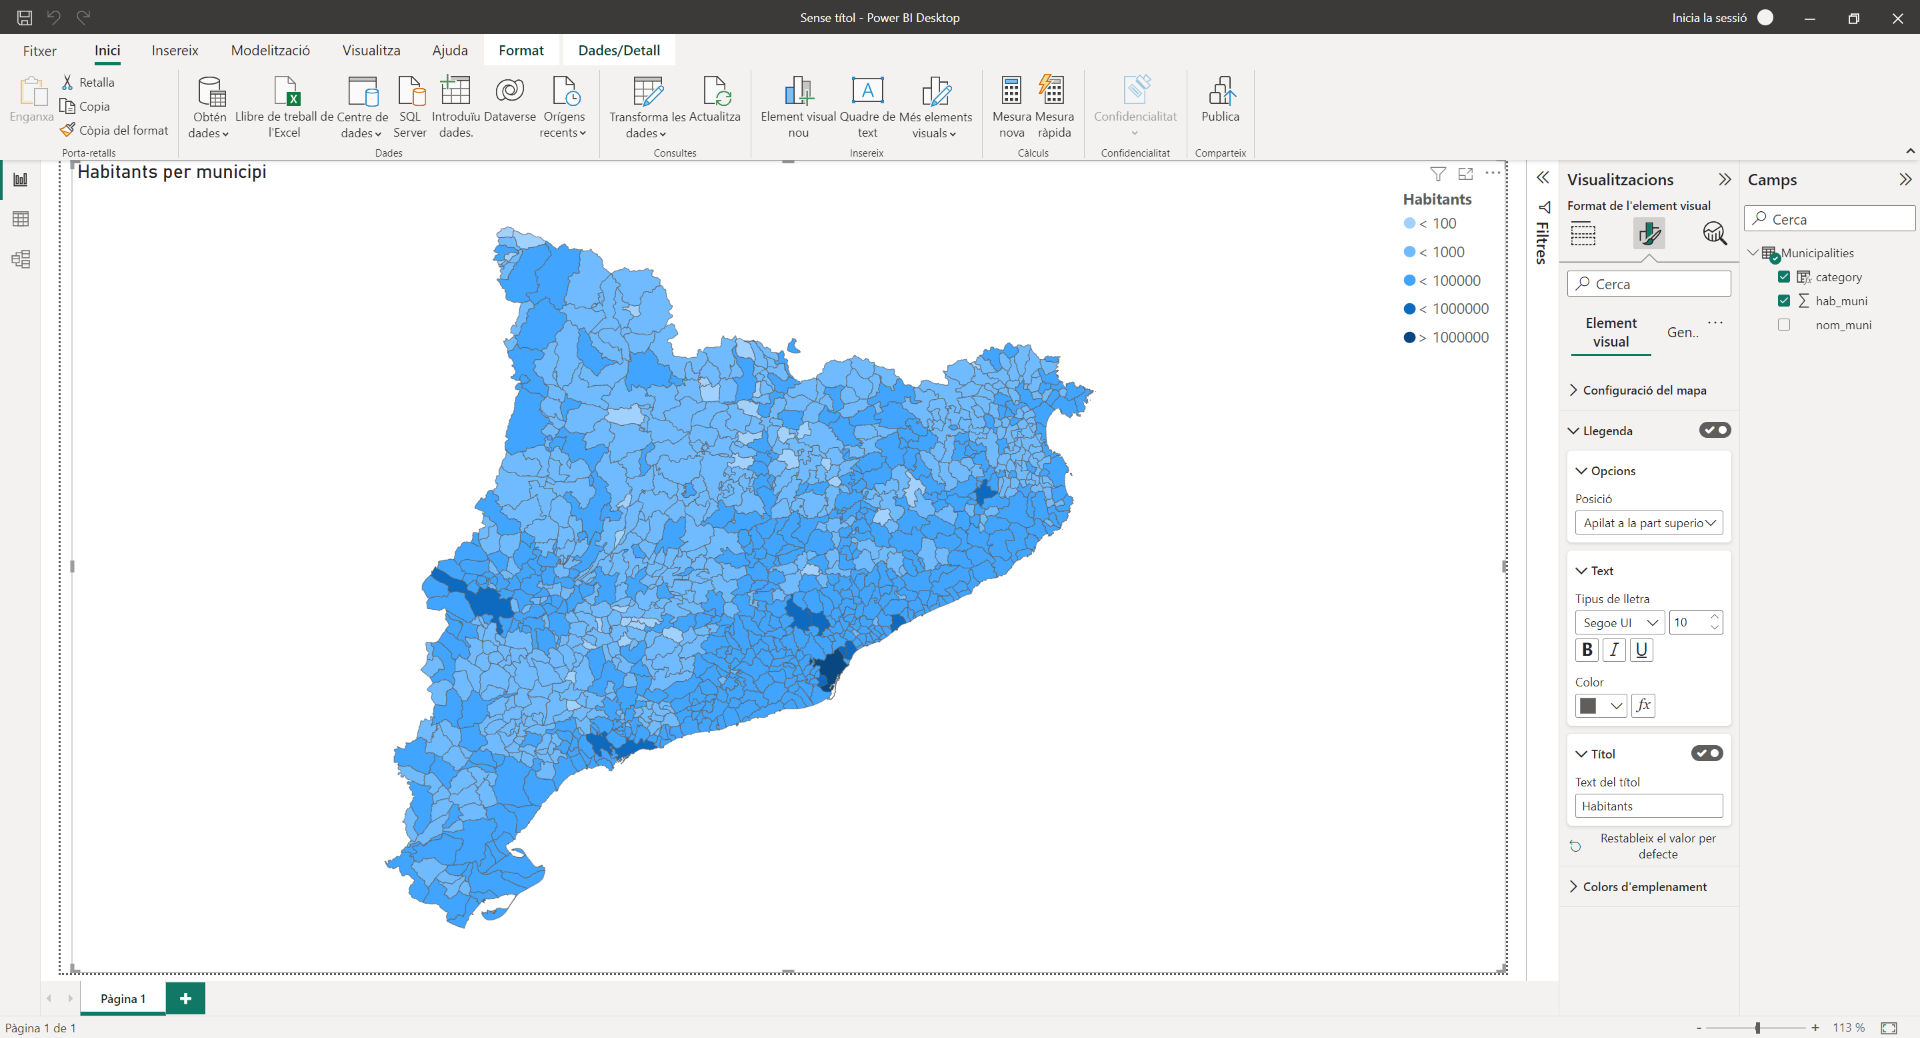 Sense títol - Power BI Desktop
Inicia la sessió
Fitxer
Inici
Insereix
Modelització
Visualitza
Ajuda
Format
Dades/Detall
Enganxa
Retalla
Copia
Còpia del format
Porta-retalls
Obtén dades
Llibre de treball de l'Excel
Centre de dades
SQL Server
Introduïu dades.
Dataverse
Orígens recents
Dades
Transforma les dades
Actualitza
Consultes
Element visual nou
Quadre de text
Més elements visuals
Insereix
Mesura nova
Mesura ràpida
Càlculs
Confidencialitat
Confidencialitat
Publica
Comparteix
Habitants per municipi
Habitants
< 100
< 1000
< 100000
< 1000000
> 1000000
Filtres
Visualitzacions
Format de l'element visual
Cerca
Element visual
Gen..
Configuració del mapa
Llegenda
Opcions
Posició
Apilat a la part superio
Text
Tipus de lletra
Segoe UI
10
B
I
U
Color
fx
Títol
Text del títol
Habitants
Restableix el valor per defecte
Colors d'emplenament
Camps
Cerca
Municipalities
category
hab_muni
nom_muni
Pàgina 1
Pàgina 1 de 1
- + 113 %